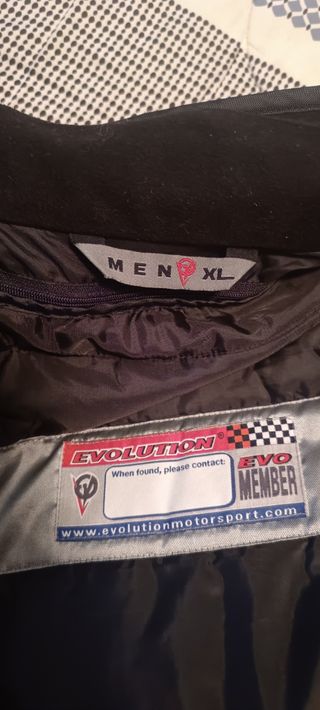 MEN XL
EVOLUTION®
When found, please contact:
EVO
MEMBER
www.evolutionmotorsport.com